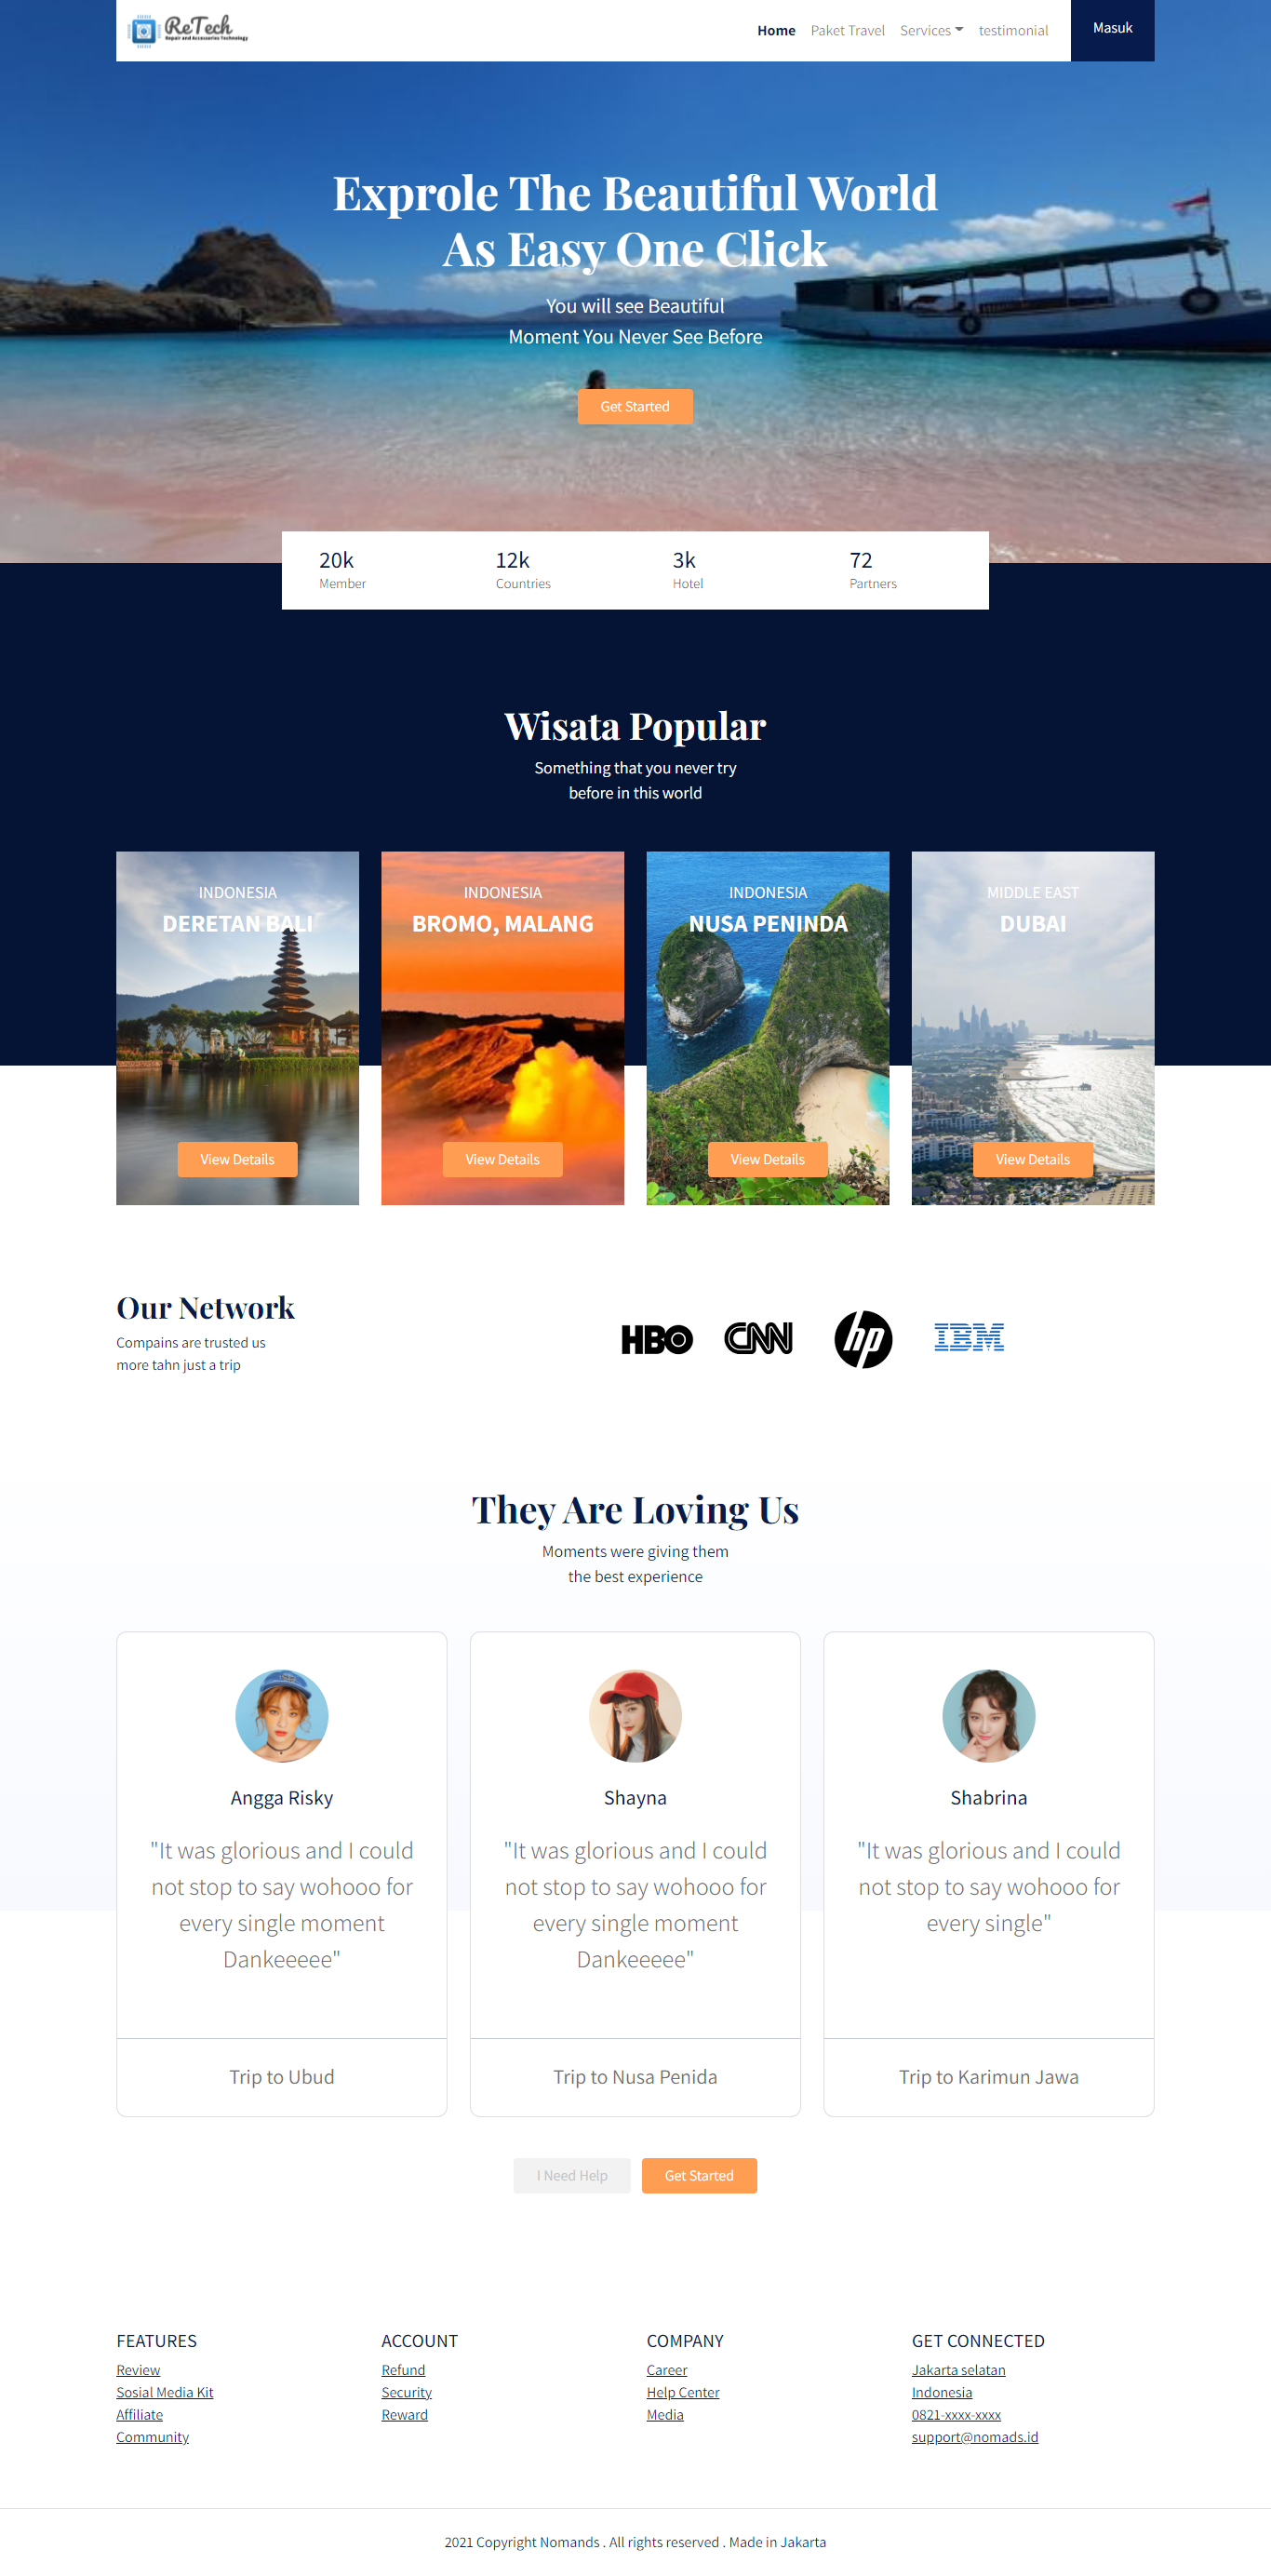 ReTech
Repair and Accessories Technology
Home
Paket Travel
Services
testimonial
Masuk
Exprole The Beautiful World
As Easy One Click
You will see Beautiful
Moment You Never See Before
Get Started
20k
Member
12k
Countries
3k
Hotel
72
Partners
Wisata Popular
Something that you never try
before in this world
INDONESIA
DERETAN BALI
View Details
INDONESIA
BROMO, MALANG
View Details
INDONESIA
NUSA PENINDA
View Details
MIDDLE EAST
DUBAI
View Details
Our Network
Compains are trusted us
more tahn just a trip
HBO
CNN
hp
IBM
They Are Loving Us
Moments were giving them
the best experience
Angga Risky
"It was glorious and I could
not stop to say wohooo for
every single moment
Dankeeeee"
Trip to Ubud
Shayna
"It was glorious and I could
not stop to say wohooo for
every single moment
Dankeeeee"
Trip to Nusa Penida
Shabrina
"It was glorious and I could
not stop to say wohooo for
every single"
Trip to Karimun Jawa
I Need Help
Get Started
FEATURES
Review
Sosial Media Kit
Affiliate
Community
ACCOUNT
Refund
Security
Reward
COMPANY
Career
Help Center
Media
GET CONNECTED
Jakarta selatan
Indonesia
0821-xxxx-xxxx
support@nomads.id
2021 Copyright Nomands . All rights reserved . Made in Jakarta